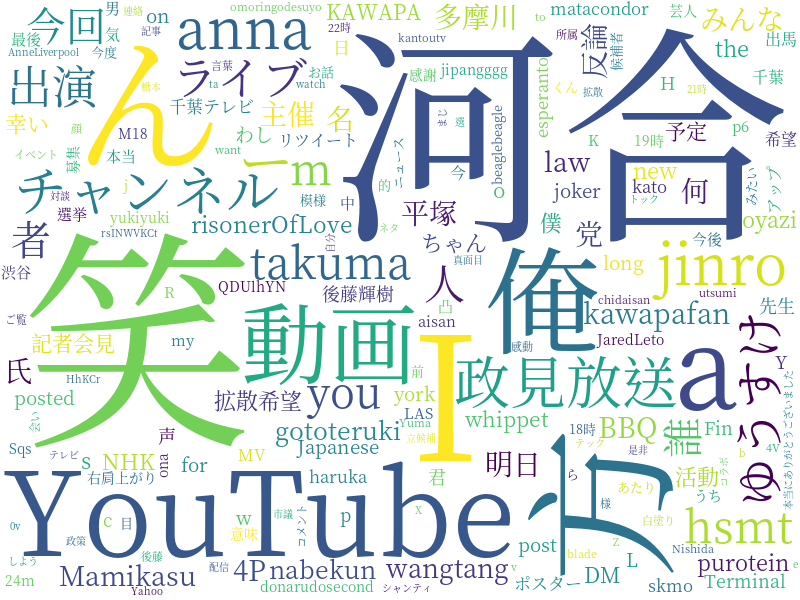 omoringodesuyo 連絡
今回 anna 男 on KAWAPA 22時 kantoutv 多摩川 matacondor 芸人 みんな
最後 気 記事 日 所属 to 反論 候補者 出馬
AnneLiverpool 今度 言葉 お話 感謝 jipangggg the 千葉
出演 ライブ ん 河合 拡散 くん H
千葉テレビ 主催 名 watch esperanto アップ
幸い 顔 M18 わし リツイート まじ beaglebeagle 19時 予定 p6 希望
イベント 募集 本当 want ー m ニュース 今 law K new みたい
チャンネル 対談 模様 中 的 O joker kato 何 トック
者 選挙 yukiyuki risonerOfLove 平塚 僕 党 今後 oyazi
rsINWVKCt 自分 ちゃん ネタ
渋谷 takuma 真面目 long jinro
笑 R QDUlhYN 後藤輝樹 人 俺 chidaisan utsumi 先生
ご覧 my aisan 凸 kawapafan
氏 記者会見 動画 I 感動 JaredLeto Y
HhKCr 前 政見放送 a ゆうすけ
posted 会い 拡散希望 you york
声 LAS Yuma whippet BBQ Fin 誰
Sqs テレビ s NHK ona for MV gototeruki Japanese 立候補 18時 テック 是非 4V
右肩上がり haruka 君 明日 方 ら 活動 コラボ
YouTube X あたり うち b
0v C 目 w 意味 市議 コメント p 様 白塗り hsmt 本当にありがとうございました
しよう 政策 後藤 post z Nishida purotein
24m Mamikasu 配信 4P nabekun wangtang blade DM L
Yahoo donarudosecond シャンティ v ポスター skmo Terminal e